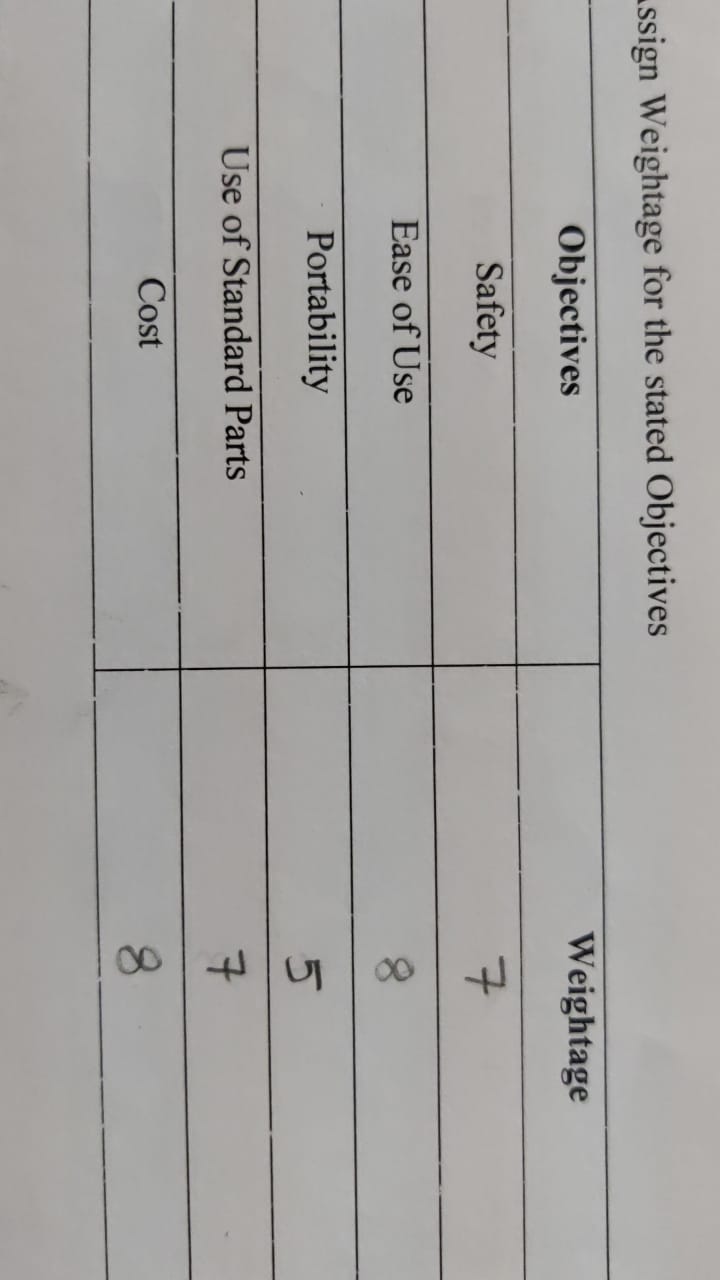 ssign Weightage for the stated Objectives
Objectives Weightage
Safety 7
Ease of Use 8
Portability 5
Use of Standard Parts 7
Cost 8